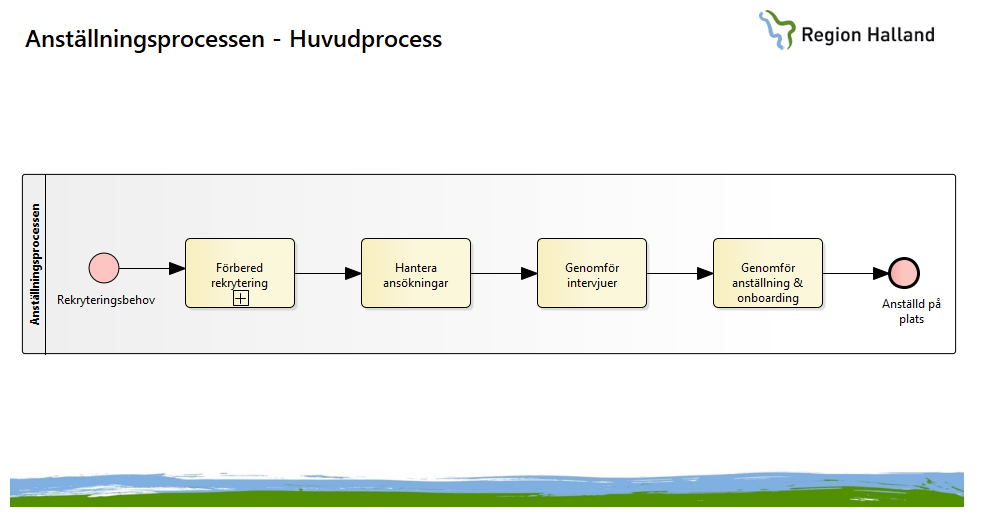 Anställningsprocessen - Huvudprocess
Region Halland
Anställningsprocessen
Rekryteringsbehov
Förbered
rekrytering
Hantera
ansökningar
Genomför
intervjuer
Genomför
anställning &
onboarding
Anställd på
plats